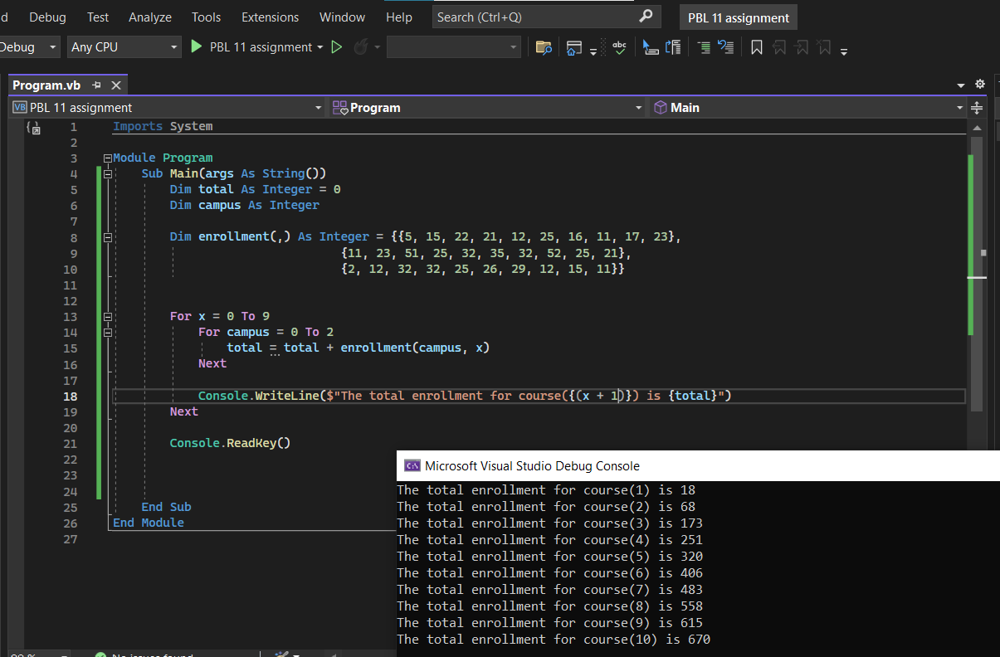 d Debug Test Analyze Tools Extensions Window Help Search (Ctrl+Q) PBL 11 assignment
Debug Any CPU PBL 11 assignment abc
Program.vb
VB PBL 11 assignment Program Main
1 Imports System
2
3 Module Program
4 Sub Main(args As String())
5 Dim total As Integer = 0
6 Dim campus As Integer
7
8 Dim enrollment(,) As Integer = {{5, 15, 22, 21, 12, 25, 16, 11, 17, 23},
9 {11, 23, 51, 25, 32, 35, 32, 52, 25, 21},
10 {2, 12, 32, 32, 25, 26, 29, 12, 15, 11}}
11
12
13 For x = 0 To 9
14 For campus = 0 To 2
15 total = total + enrollment(campus, x)
16 Next
17
18 Console.WriteLine($"The total enrollment for course({(x + 1)}) is {total}")
19 Next
20
21 Console.ReadKey()
22
23
24
25 End Sub
26 End Module
27
C:\ Microsoft Visual Studio Debug Console
The total enrollment for course(1) is 18
The total enrollment for course(2) is 68
The total enrollment for course(3) is 173
The total enrollment for course(4) is 251
The total enrollment for course(5) is 320
The total enrollment for course(6) is 406
The total enrollment for course(7) is 483
The total enrollment for course(8) is 558
The total enrollment for course(9) is 615
The total enrollment for course(10) is 670
No issues found